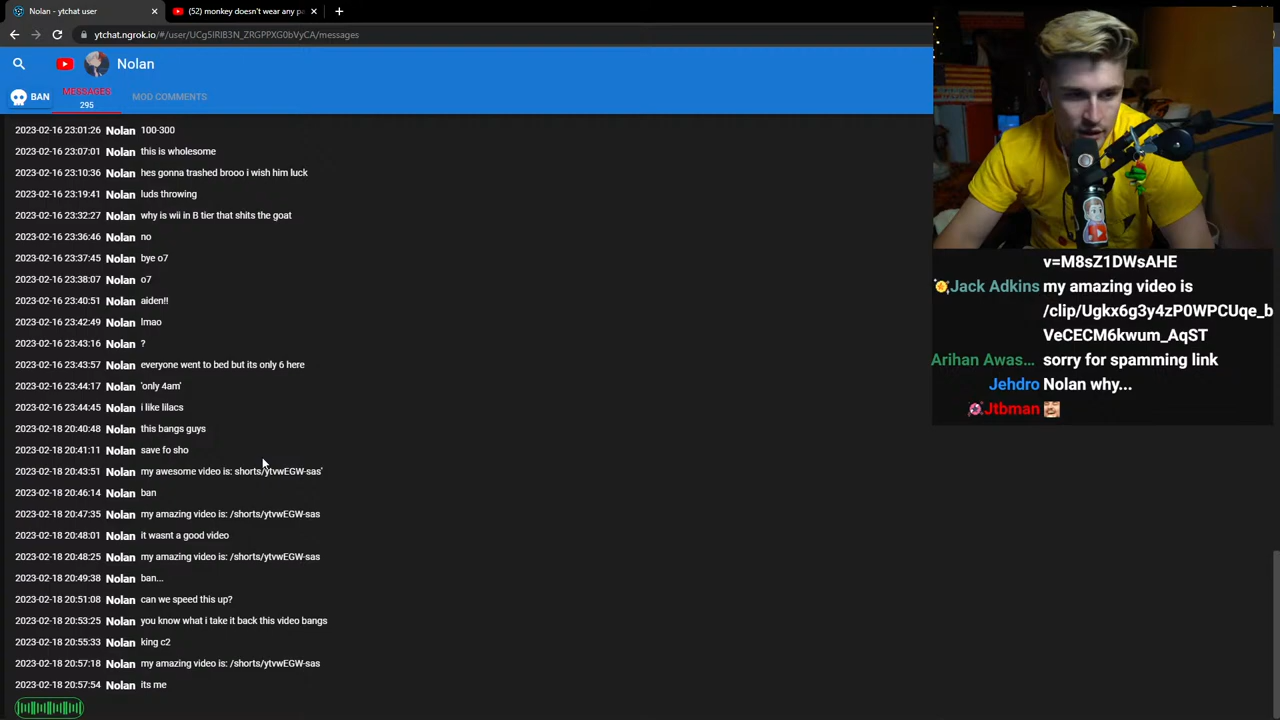 Nolan - ytchat user
(52) monkey doesn't wear any pa
ytchat.ngrok.io/#/user/UCg5IRIB3N_ZRGPPXG0bVyCA/messages
Nolan
BAN
MESSAGES
295
MOD COMMENTS
2023-02-16 23:01:26 Nolan 100-300
2023-02-16 23:07:01 Nolan this is wholesome
2023-02-16 23:10:36 Nolan hes gonna trashed brooo i wish him luck
2023-02-16 23:19:41 Nolan luds throwing
2023-02-16 23:32:27 Nolan why is wii in B tier that shits the goat
2023-02-16 23:36:46 Nolan no
2023-02-16 23:37:45 Nolan bye o7
2023-02-16 23:38:07 Nolan o7
2023-02-16 23:40:51 Nolan aiden!!
2023-02-16 23:42:49 Nolan lmao
2023-02-16 23:43:16 Nolan ?
2023-02-16 23:43:57 Nolan everyone went to bed but its only 6 here
2023-02-16 23:44:17 Nolan 'only 4am'
2023-02-16 23:44:45 Nolan i like lilacs
2023-02-18 20:40:48 Nolan this bangs guys
2023-02-18 20:41:11 Nolan save fo sho
2023-02-18 20:43:51 Nolan my awesome video is: shorts/ytvwEGW-sas'
2023-02-18 20:46:14 Nolan ban
2023-02-18 20:47:35 Nolan my amazing video is: /shorts/ytvwEGW-sas
2023-02-18 20:48:01 Nolan it wasnt a good video
2023-02-18 20:48:25 Nolan my amazing video is: /shorts/ytvwEGW-sas
2023-02-18 20:49:38 Nolan ban...
2023-02-18 20:51:08 Nolan can we speed this up?
2023-02-18 20:53:25 Nolan you know what i take it back this video bangs
2023-02-18 20:55:33 Nolan king c2
2023-02-18 20:57:18 Nolan my amazing video is: /shorts/ytvwEGW-sas
2023-02-18 20:57:54 Nolan its me
v=M8sZ1DWsAHE
Jack Adkins my amazing video is
/clip/Ugkx6g3y4zP0WPCUqe_b
VeCECM6kwum_AqST
Arihan Awas... sorry for spamming link
Jehdro Nolan why...
Jtbman